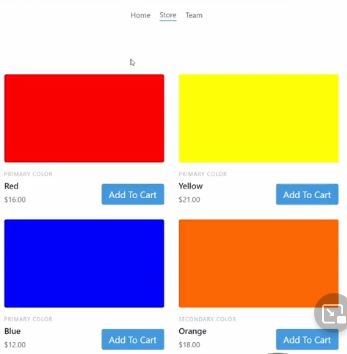 Home Store Team
PRIMARY COLOR
Red
$16.00
Add To Cart
PRIMARY COLOR
Yellow
$21.00
Add To Cart
PRIMARY COLOR
Blue
$12.00
Add To Cart
SECONDARY COLOR
Orange
$18.00
Add To Cart